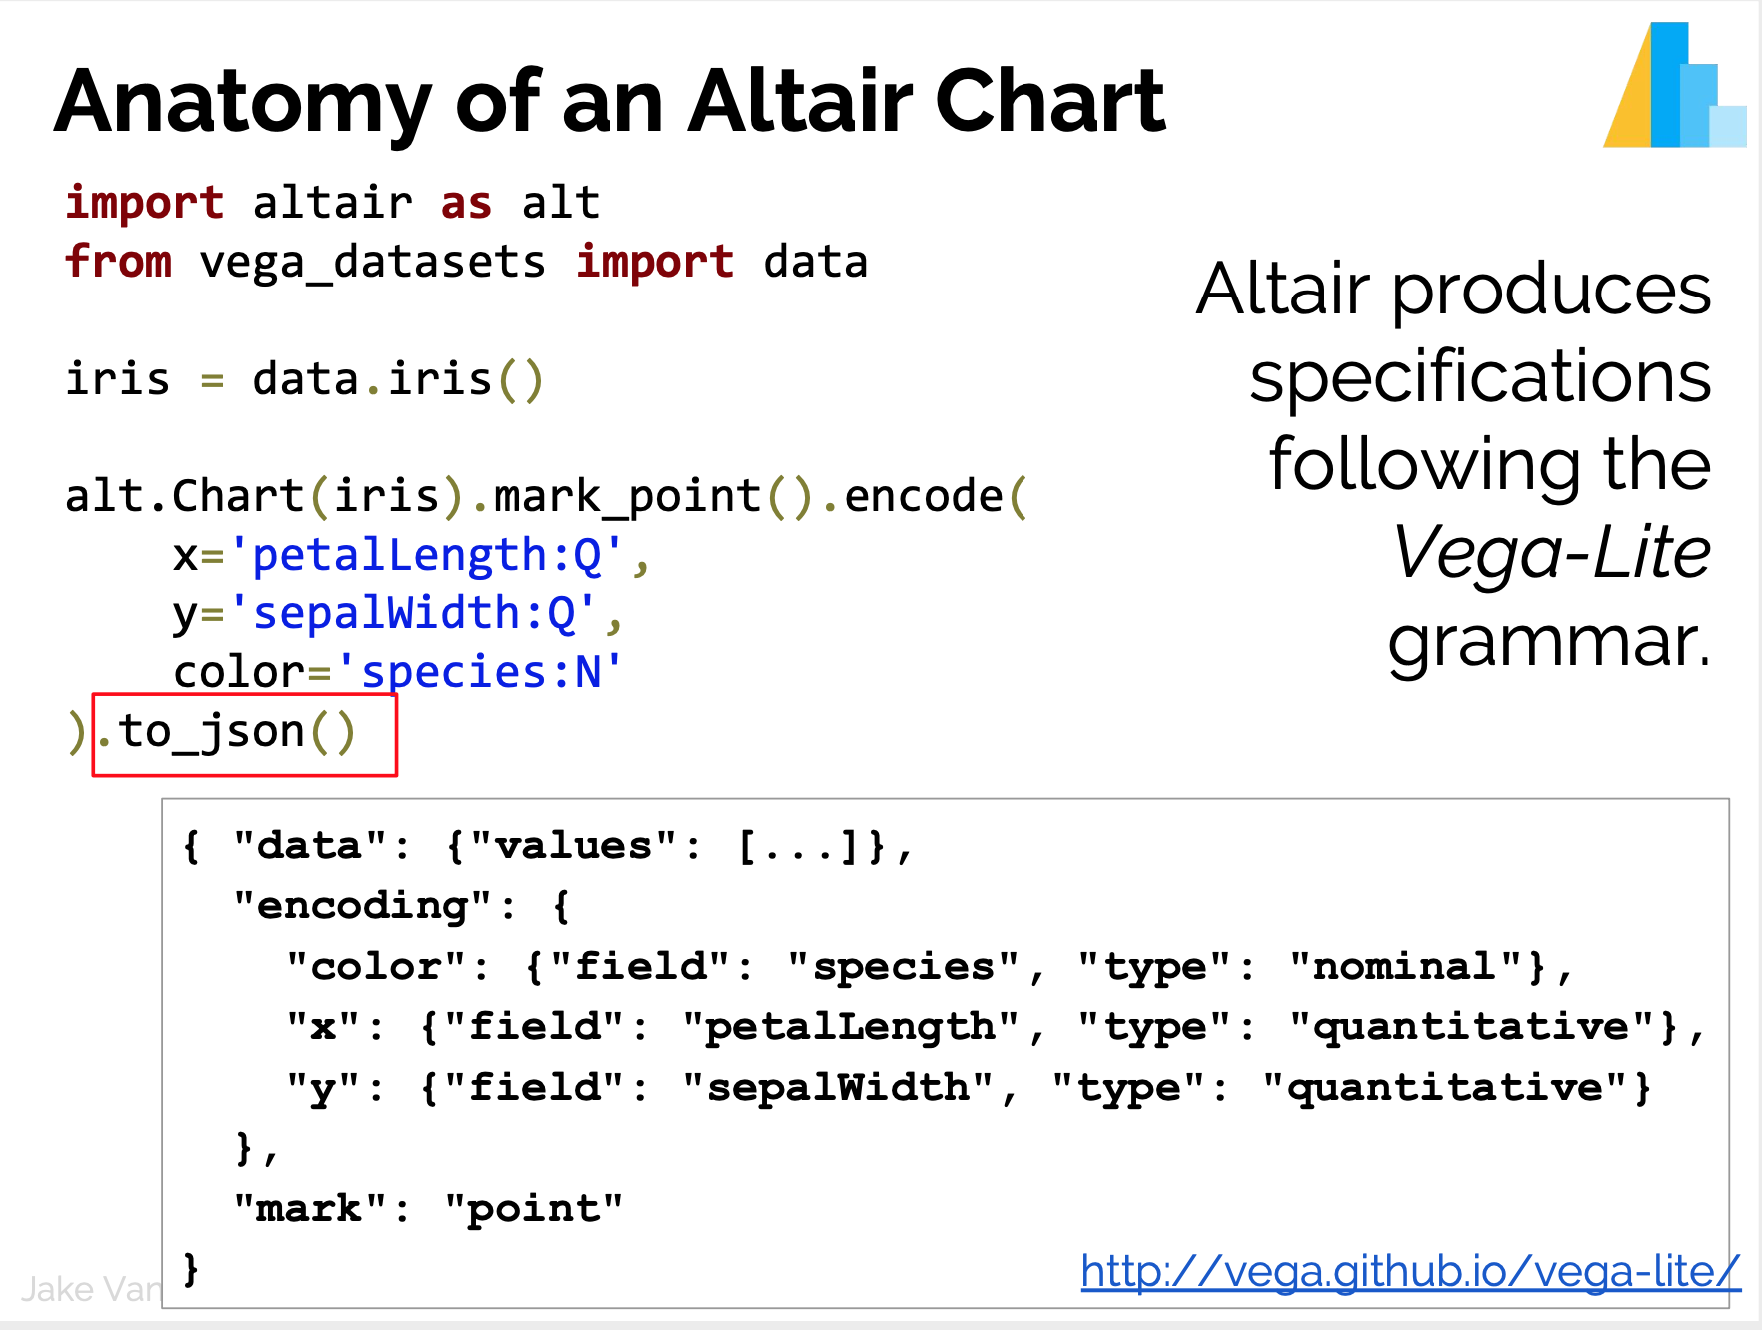 Anatomy of an Altair Chart
import altair as alt
from vega_datasets import data
iris = data.iris()
alt.Chart(iris).mark_point().encode(
    x='petalLength:Q',
    y='sepalWidth:Q',
    color='species:N'
).to_json()
Altair produces
specifications
following the
Vega-Lite
grammar.
{ "data": {"values": [...]},
  "encoding": {
    "color": {"field": "species", "type": "nominal"},
    "x": {"field": "petalLength", "type": "quantitative"},
    "y": {"field": "sepalWidth", "type": "quantitative"}
  },
  "mark": "point"
}
http://vega.github.io/vega-lite/
Jake Van